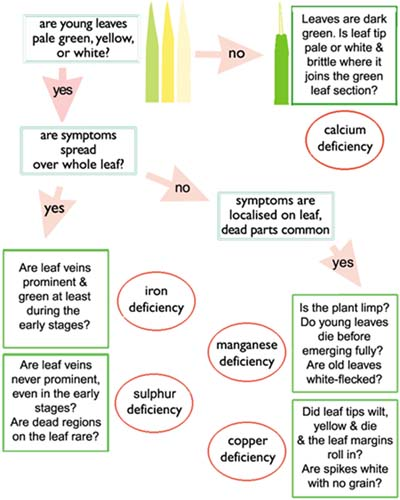 are young leaves
pale green, yellow,
or white?
no
Leaves are dark
green. Is leaf tip
pale or white &
brittle where it
joins the green
leaf section?
yes
calcium
deficiency
are symptoms
spread
over whole leaf?
no
yes
symptoms are
localised on leaf,
dead parts common
yes
Are leaf veins
prominent &
green at least
during the
early stages?
iron
deficiency
Is the plant limp?
Do young leaves
die before
emerging fully?
Are old leaves
white-flecked?
manganese
deficiency
Are leaf veins
never prominent,
even in the early
stages?
Are dead regions
on the leaf rare?
sulphur
deficiency
Did leaf tips wilt,
yellow & die
& the leaf margins
roll in?
Are spikes white
with no grain?
copper
deficiency